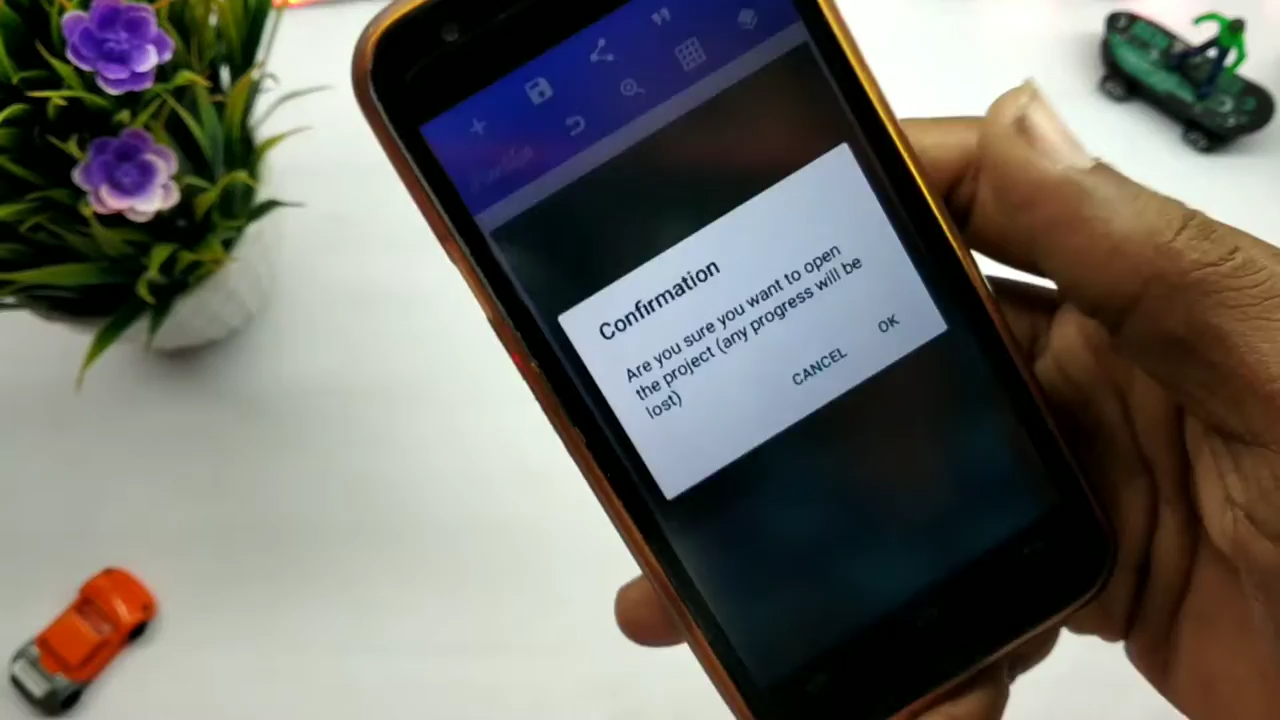 Confirmation
Are you sure you want to open
the project (any progress will be
lost)
CANCEL
OK